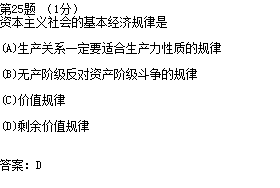 第25题 （1分）
资本主义社会的基本经济规律是
(A)生产关系一定要适合生产力性质的规律
(B)无产阶级反对资产阶级斗争的规律
(C)价值规律
(D)剩余价值规律
答案：D